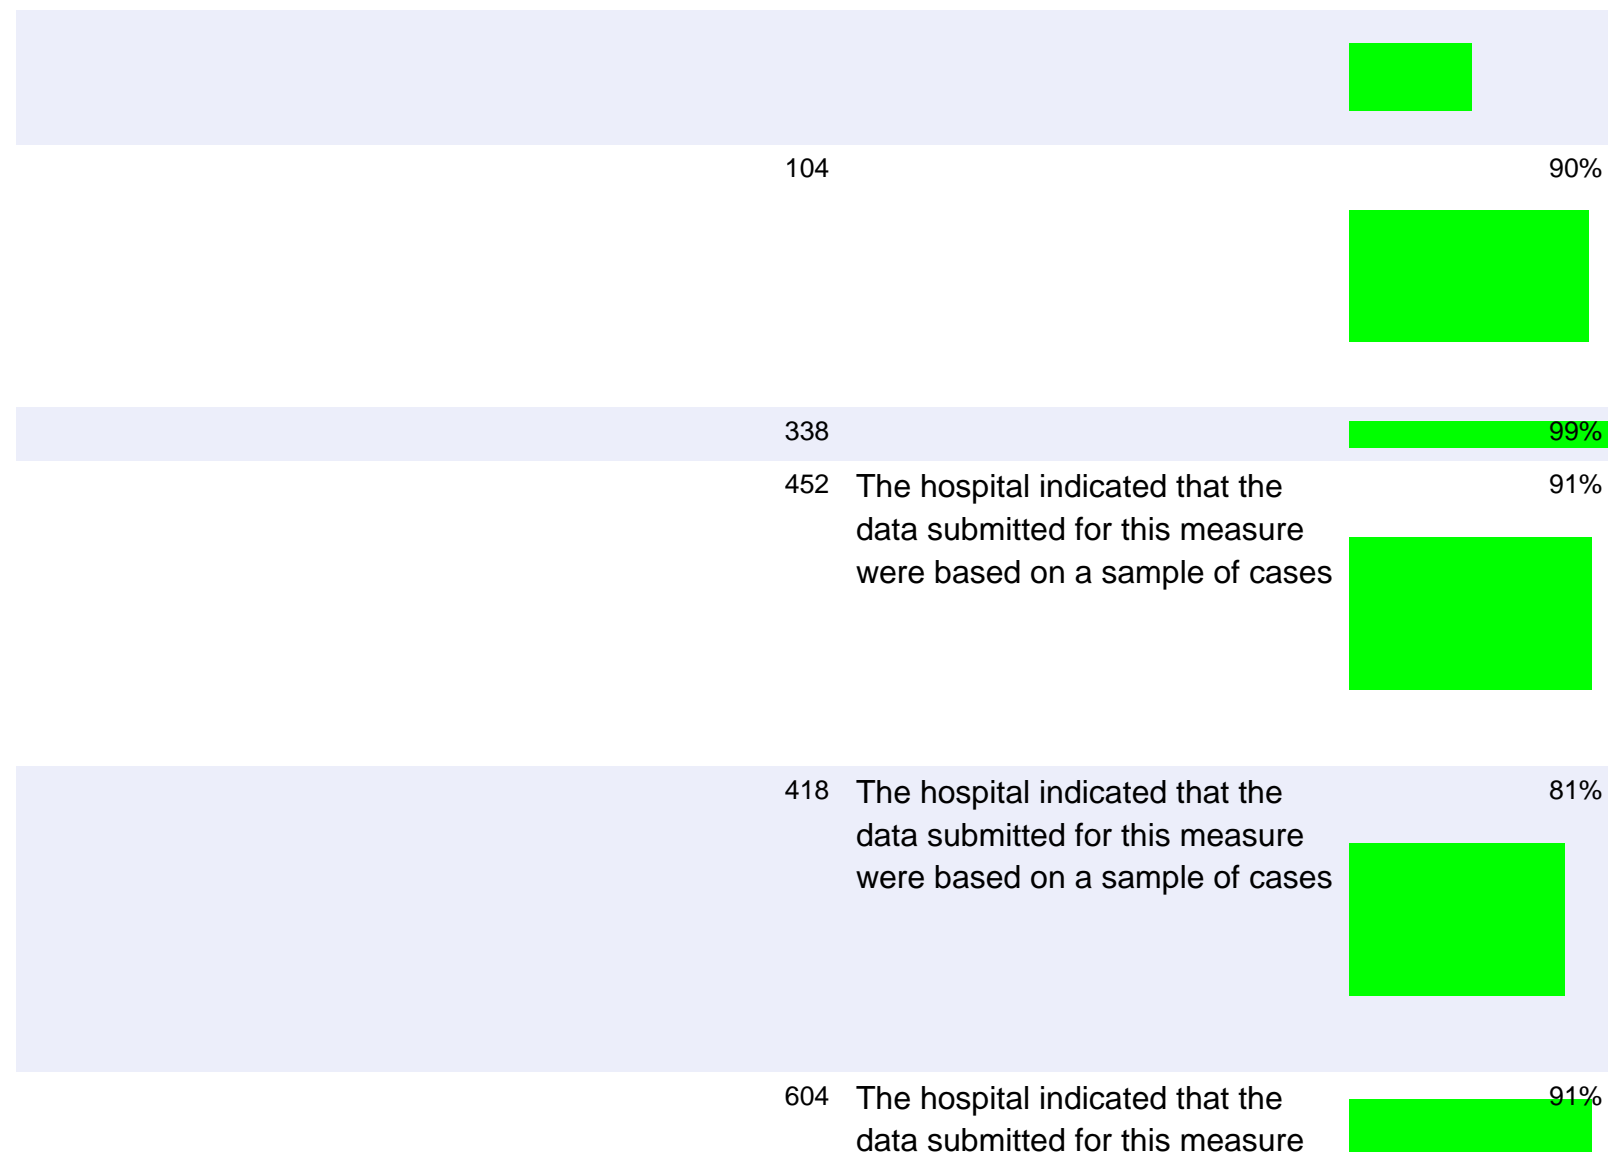 104 90%
338 99%
452 The hospital indicated that the 91%
data submitted for this measure
were based on a sample of cases
418 The hospital indicated that the 81%
data submitted for this measure
were based on a sample of cases
604 The hospital indicated that the 91%
data submitted for this measure